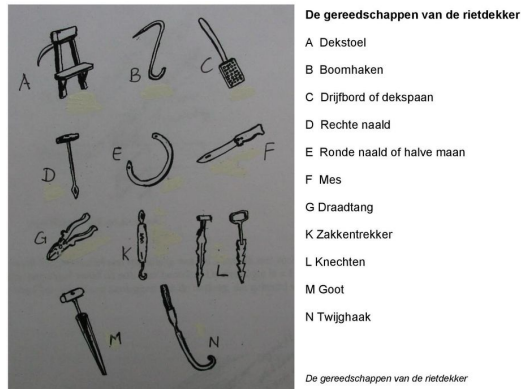 De gereedschappen van de rietdekker
A Dekstoel
B Boomhaken
C Drijfbord of dekspaan
D Rechte naald
E Ronde naald of halve maan
F Mes
G Draadtang
K Zakkentrekker
L Knechten
M Goot
N Twijghaak
De gereedschappen van de rietdekker
A
B
C
D
E
F
G
K
L
M
N